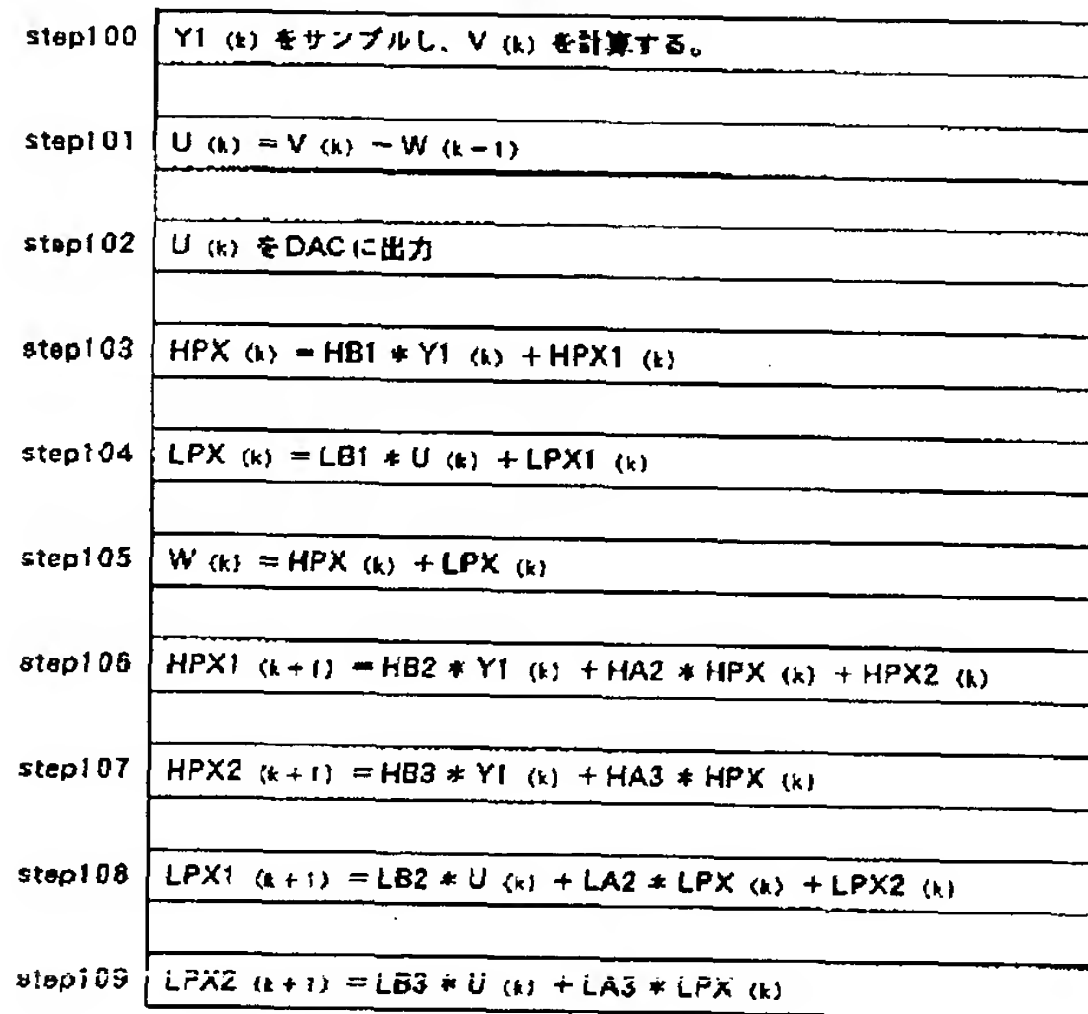 step100 Y1 (k) をサンプルし、V (k) を計算する。
step101 U (k) = V (k) − W (k−1)
step102 U (k) をDACに出力
step103 HPX (k) = HB1 * Y1 (k) + HPX1 (k)
step104 LPX (k) = LB1 * U (k) + LPX1 (k)
step105 W (k) = HPX (k) + LPX (k)
step106 HPX1 (k+1) = HB2 * Y1 (k) + HA2 * HPX (k) + HPX2 (k)
step107 HPX2 (k+1) = HB3 * Y1 (k) + HA3 * HPX (k)
step108 LPX1 (k+1) = LB2 * U (k) + LA2 * LPX (k) + LPX2 (k)
step109 LPX2 (k+1) = LB3 * U (k) + LA3 * LPX (k)